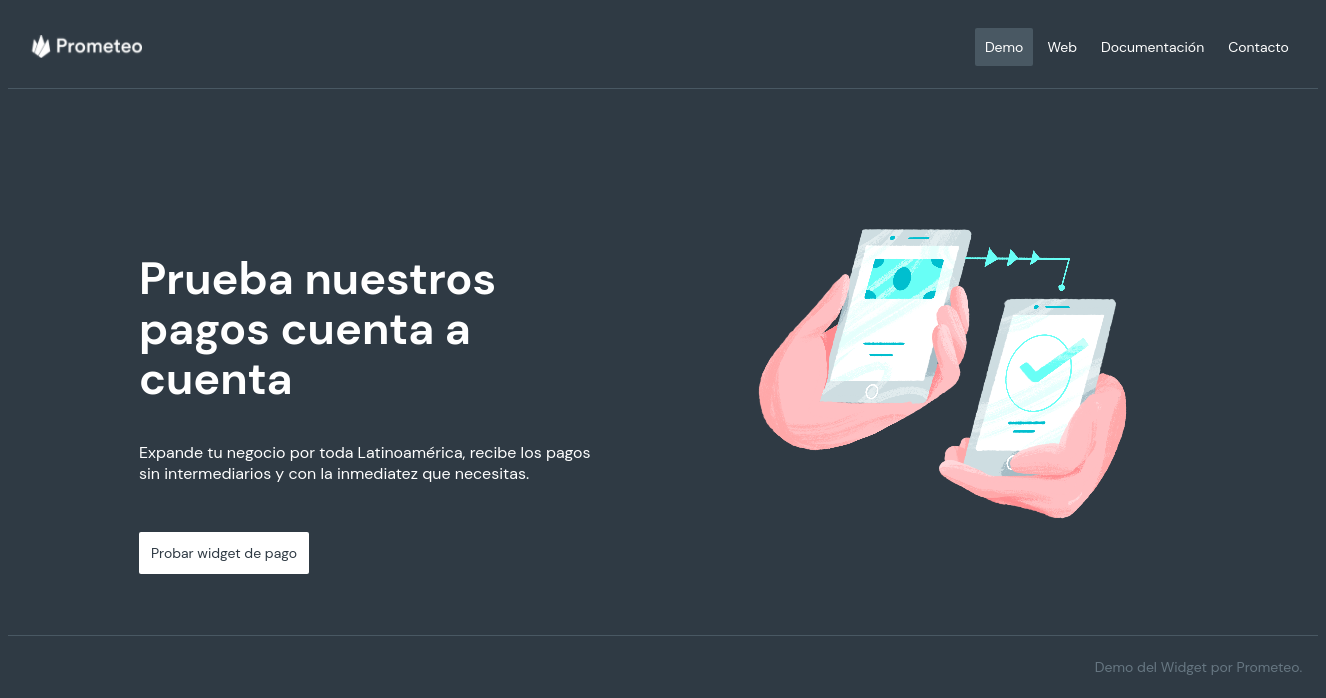 Prometeo
Demo
Web
Documentación
Contacto
Prueba nuestros
pagos cuenta a
cuenta
Expande tu negocio por toda Latinoamérica, recibe los pagos
sin intermediarios y con la inmediatez que necesitas.
Probar widget de pago
Demo del Widget por Prometeo.